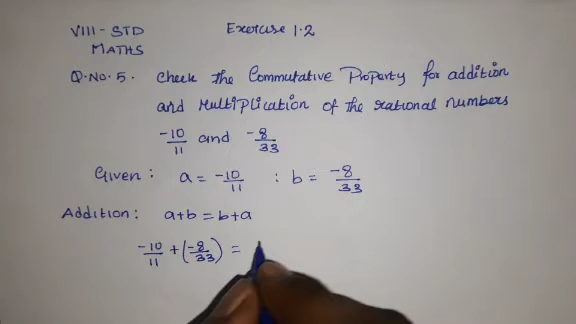 VIII - STD Exercise 1.2
MATHS
Q.No. 5. Check the Commutative Property for addition
and Multiplication of the rational numbers
-10/11 and -8/33
Given : a = -10/11 : b = -8/33
Addition : a+b = b+a
-10/11 + (-8/33) =